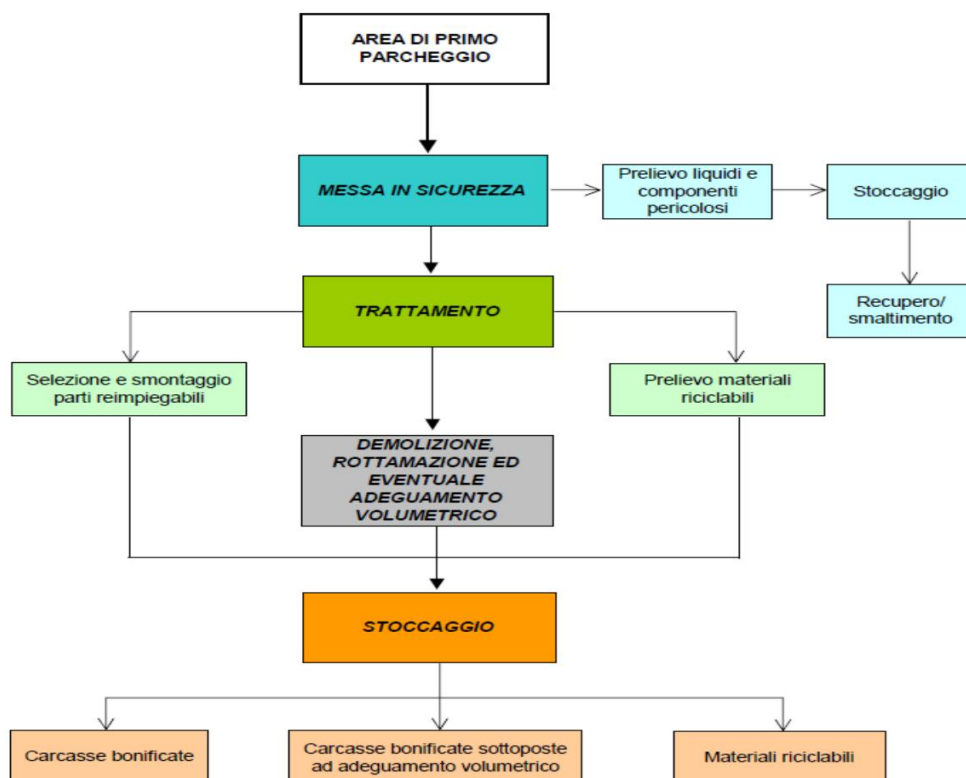 AREA DI PRIMO
PARCHEGGIO
MESSA IN SICUREZZA
Prelievo liquidi e
componenti
pericolosi
Stoccaggio
Recupero/
smaltimento
TRATTAMENTO
Selezione e smontaggio
parti reimpiegabili
Prelievo materiali
riciclabili
DEMOLIZIONE,
ROTTAMAZIONE ED
EVENTUALE
ADEGUAMENTO
VOLUMETRICO
STOCCAGGIO
Carcasse bonificate
Carcasse bonificate sottoposte
ad adeguamento volumetrico
Materiali riciclabili